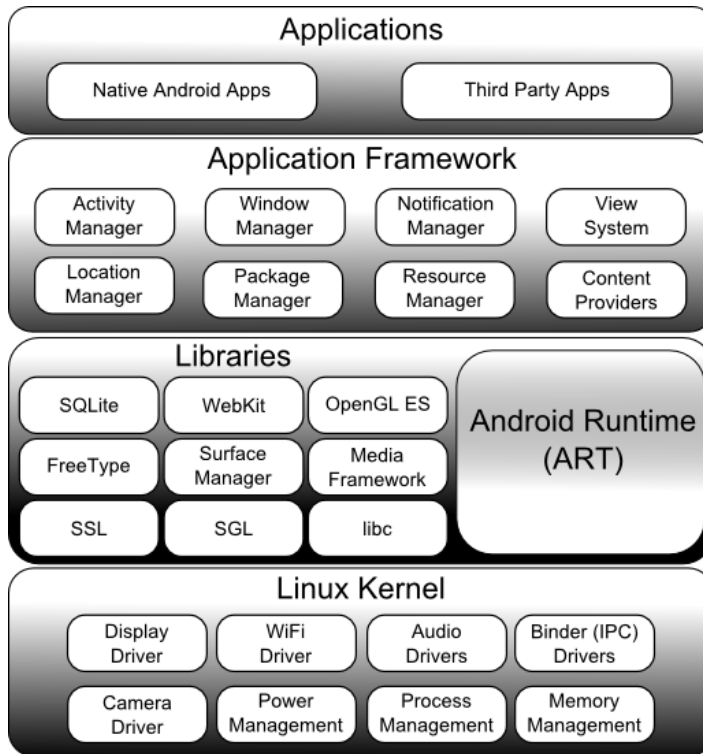 Applications
Native Android Apps
Third Party Apps
Application Framework
Activity
Manager
Window
Manager
Notification
Manager
View
System
Location
Manager
Package
Manager
Resource
Manager
Content
Providers
Libraries
SQLite
WebKit
OpenGL ES
FreeType
Surface
Manager
Media
Framework
SSL
SGL
libc
Android Runtime
(ART)
Linux Kernel
Display
Driver
WiFi
Driver
Audio
Drivers
Binder (IPC)
Drivers
Camera
Driver
Power
Management
Process
Management
Memory
Management